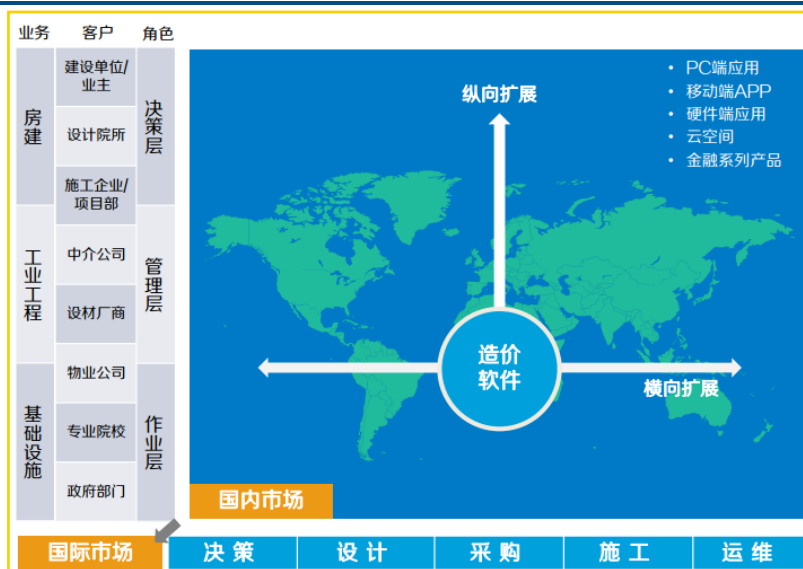 业务 客户 角色
房建
工业工程
基础设施
建设单位/
业主
设计院所
施工企业/
项目部
中介公司
设材厂商
物业公司
专业院校
政府部门
决策层
管理层
作业层
纵向扩展
• PC端应用
• 移动端APP
• 硬件端应用
• 云空间
• 金融系列产品
造价
软件
横向扩展
国内市场
国际市场 决策 设计 采购 施工 运维